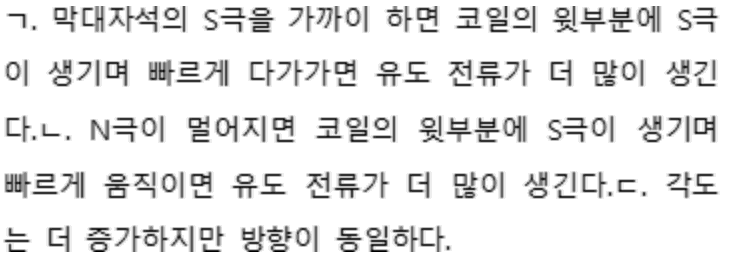 ㄱ. 막대자석의 S극을 가까이 하면 코일의 윗부분에 S극
이 생기며 빠르게 다가가면 유도 전류가 더 많이 생긴
다.ㄴ. N극이 멀어지면 코일의 윗부분에 S극이 생기며
빠르게 움직이면 유도 전류가 더 많이 생긴다.ㄷ. 각도
는 더 증가하지만 방향이 동일하다.